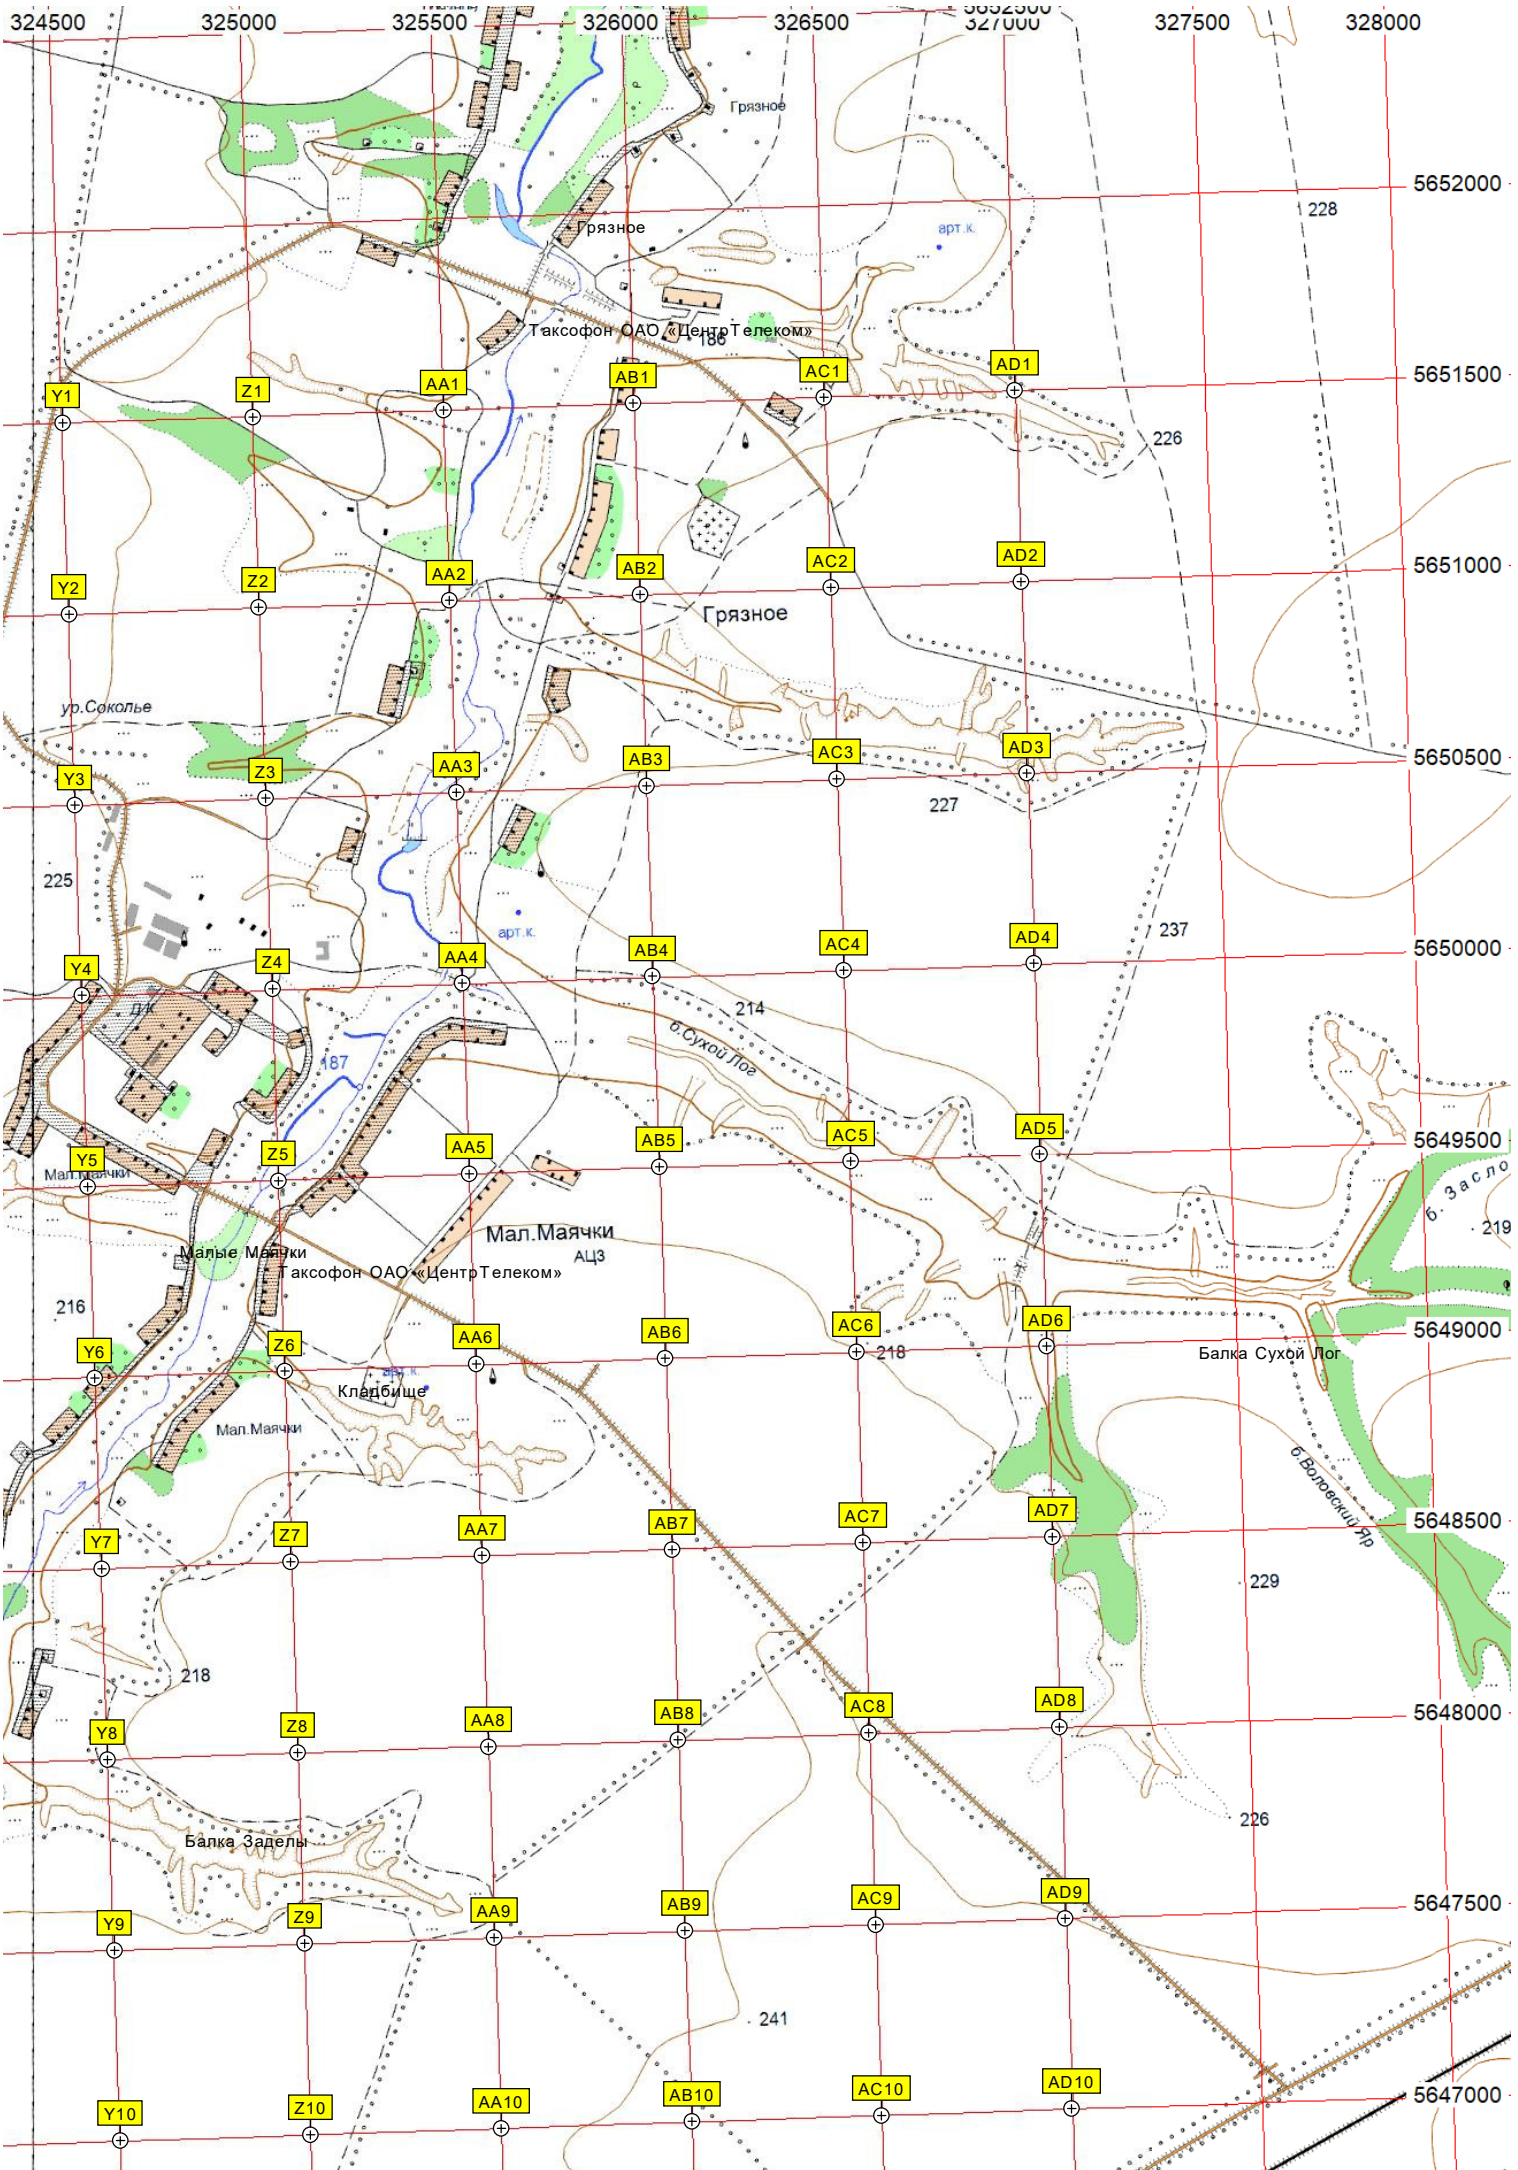 5652500
324500 325000 325500 326000 326500 327000 327500 328000
Грязное
5652000
228
Грязное
арт.к.
Таксофон ОАО «ЦентрТелеком»
186
5651500
Y1 Z1 AA1 AB1 AC1 AD1
226
5651000
Y2 Z2 AA2 AB2 AC2 AD2
Грязное
ур.Соколье
5650500
Y3 Z3 AA3 AB3 AC3 AD3
227
225
арт.к.
237
5650000
Y4 Z4 AA4 AB4 AC4 AD4
Д.К.
214
б.Сухой Лог
187
5649500
Y5 Z5 AA5 AB5 AC5 AD5
Мал.Маячки
б. Засло
219
Мал.Маячки
АЦЗ
Малые Маячки
Таксофон ОАО «ЦентрТелеком»
216
5649000
Y6 Z6 AA6 AB6 AC6 AD6
218
Балка Сухой Лог
арт.к.
Кладбище
Мал.Маячки
б.Воловский Яр
5648500
Y7 Z7 AA7 AB7 AC7 AD7
229
218
5648000
Y8 Z8 AA8 AB8 AC8 AD8
226
Балка Заделы
5647500
Y9 Z9 AA9 AB9 AC9 AD9
241
5647000
Y10 Z10 AA10 AB10 AC10 AD10